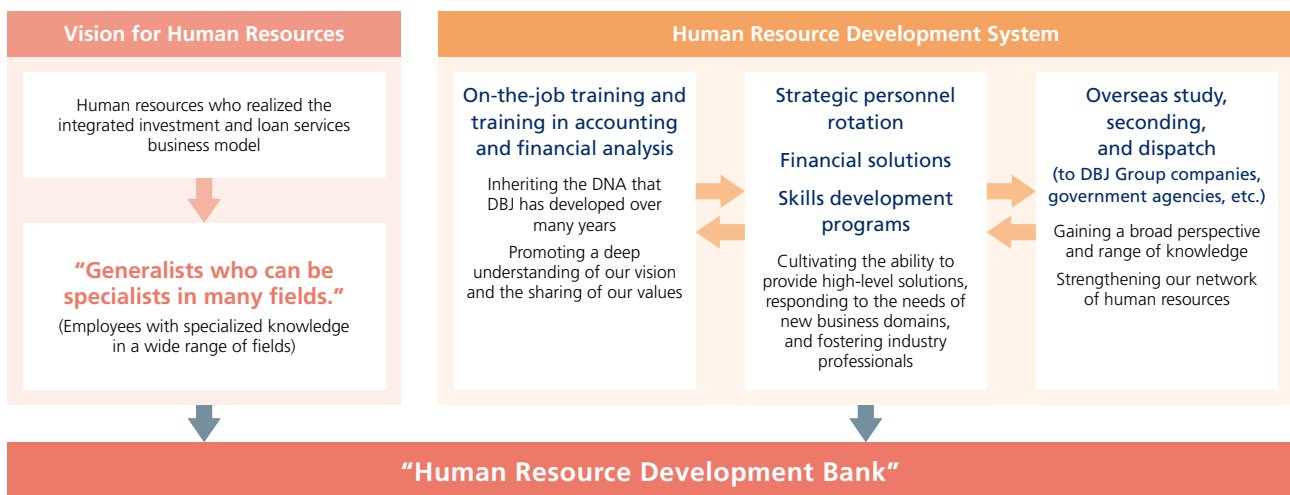 Vision for Human Resources
Human resources who realized the
integrated investment and loan services
business model
“Generalists who can be
specialists in many fields.”
(Employees with specialized knowledge
in a wide range of fields)
Human Resource Development System
On-the-job training and
training in accounting
and financial analysis
Inheriting the DNA that
DBJ has developed over
many years
Promoting a deep
understanding of our vision
and the sharing of our values
Strategic personnel
rotation
Financial solutions
Skills development
programs
Cultivating the ability to
provide high-level solutions,
responding to the needs of
new business domains,
and fostering industry
professionals
Overseas study,
seconding,
and dispatch
(to DBJ Group companies,
government agencies, etc.)
Gaining a broad perspective
and range of knowledge
Strengthening our network
of human resources
“Human Resource Development Bank”